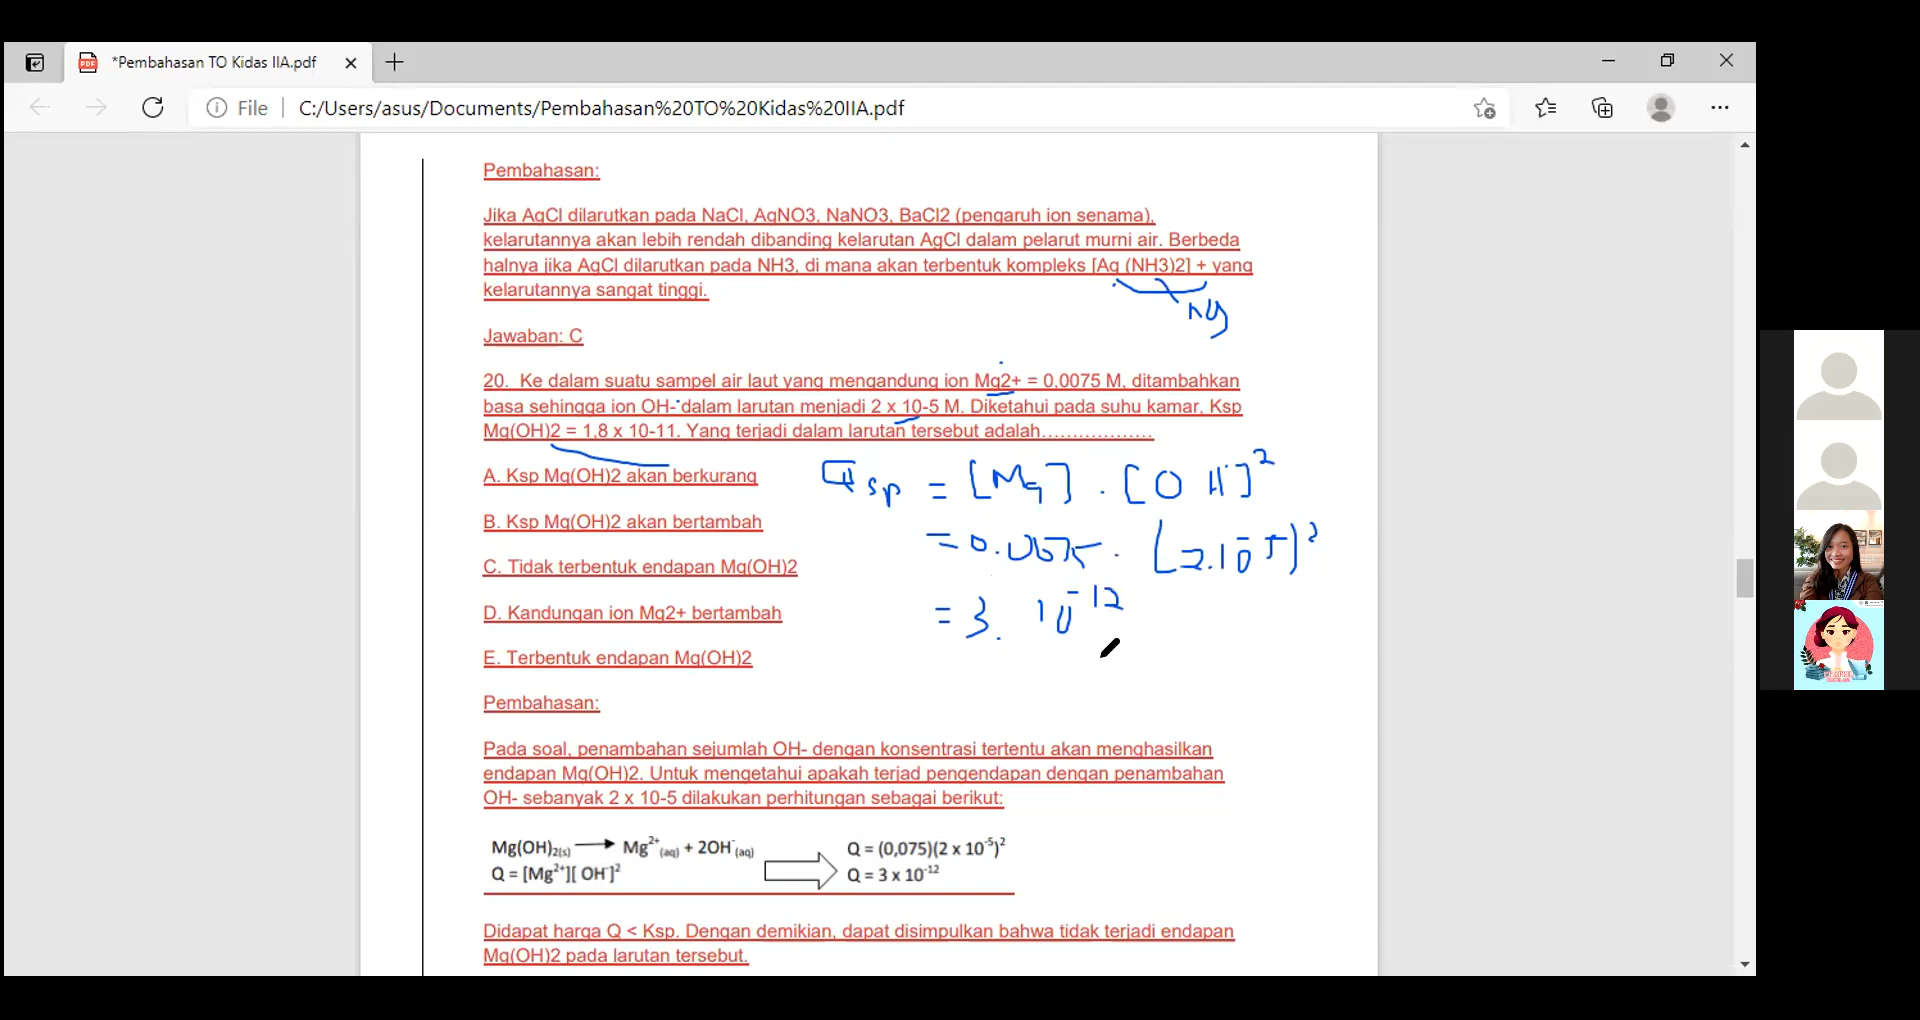 *Pembahasan TO Kidas IIA.pdf
File
C:/Users/asus/Documents/Pembahasan%20TO%20Kidas%20IIA.pdf
Pembahasan:
Jika AgCl dilarutkan pada NaCl, AgNO3, NaNO3, BaCl2 (pengaruh ion senama),
kelarutannya akan lebih rendah dibanding kelarutan AgCl dalam pelarut murni air. Berbeda
halnya jika AgCl dilarutkan pada NH3, di mana akan terbentuk kompleks [Ag (NH3)2] + yang
kelarutannya sangat tinggi.
Jawaban: C
20. Ke dalam suatu sampel air laut yang mengandung ion Mg2+ = 0,0075 M, ditambahkan
basa sehingga ion OH- dalam larutan menjadi 2 x 10-5 M. Diketahui pada suhu kamar, Ksp
Mg(OH)2 = 1,8 x 10-11. Yang terjadi dalam larutan tersebut adalah………………
A. Ksp Mg(OH)2 akan berkurang
B. Ksp Mg(OH)2 akan bertambah
C. Tidak terbentuk endapan Mg(OH)2
D. Kandungan ion Mg2+ bertambah
E. Terbentuk endapan Mg(OH)2
Qsp = [Mg] . [OH]²
= 0.0075 . [2.10⁻⁵)²
= 3. 10⁻¹²
Pembahasan:
Pada soal, penambahan sejumlah OH- dengan konsentrasi tertentu akan menghasilkan
endapan Mg(OH)2. Untuk mengetahui apakah terjad pengendapan dengan penambahan
OH- sebanyak 2 x 10-5 dilakukan perhitungan sebagai berikut:
Mg(OH)₂₍ₛ₎ ⟶ Mg²⁺(aq) + 2OH⁻(aq)
Q = [Mg²⁺][ OH⁻]²
Q = (0,075)(2 x 10⁻⁵)²
Q = 3 x 10⁻¹²
Didapat harga Q < Ksp. Dengan demikian, dapat disimpulkan bahwa tidak terjadi endapan
Mg(OH)2 pada larutan tersebut.